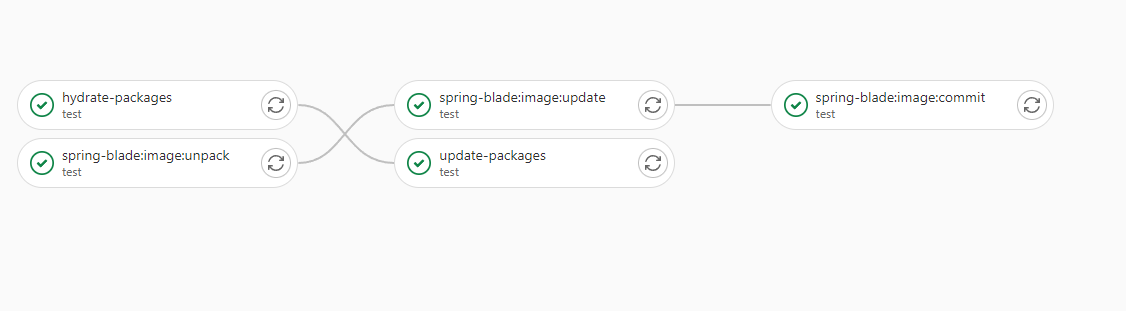 hydrate-packages
test
spring-blade:image:unpack
test
spring-blade:image:update
test
update-packages
test
spring-blade:image:commit
test